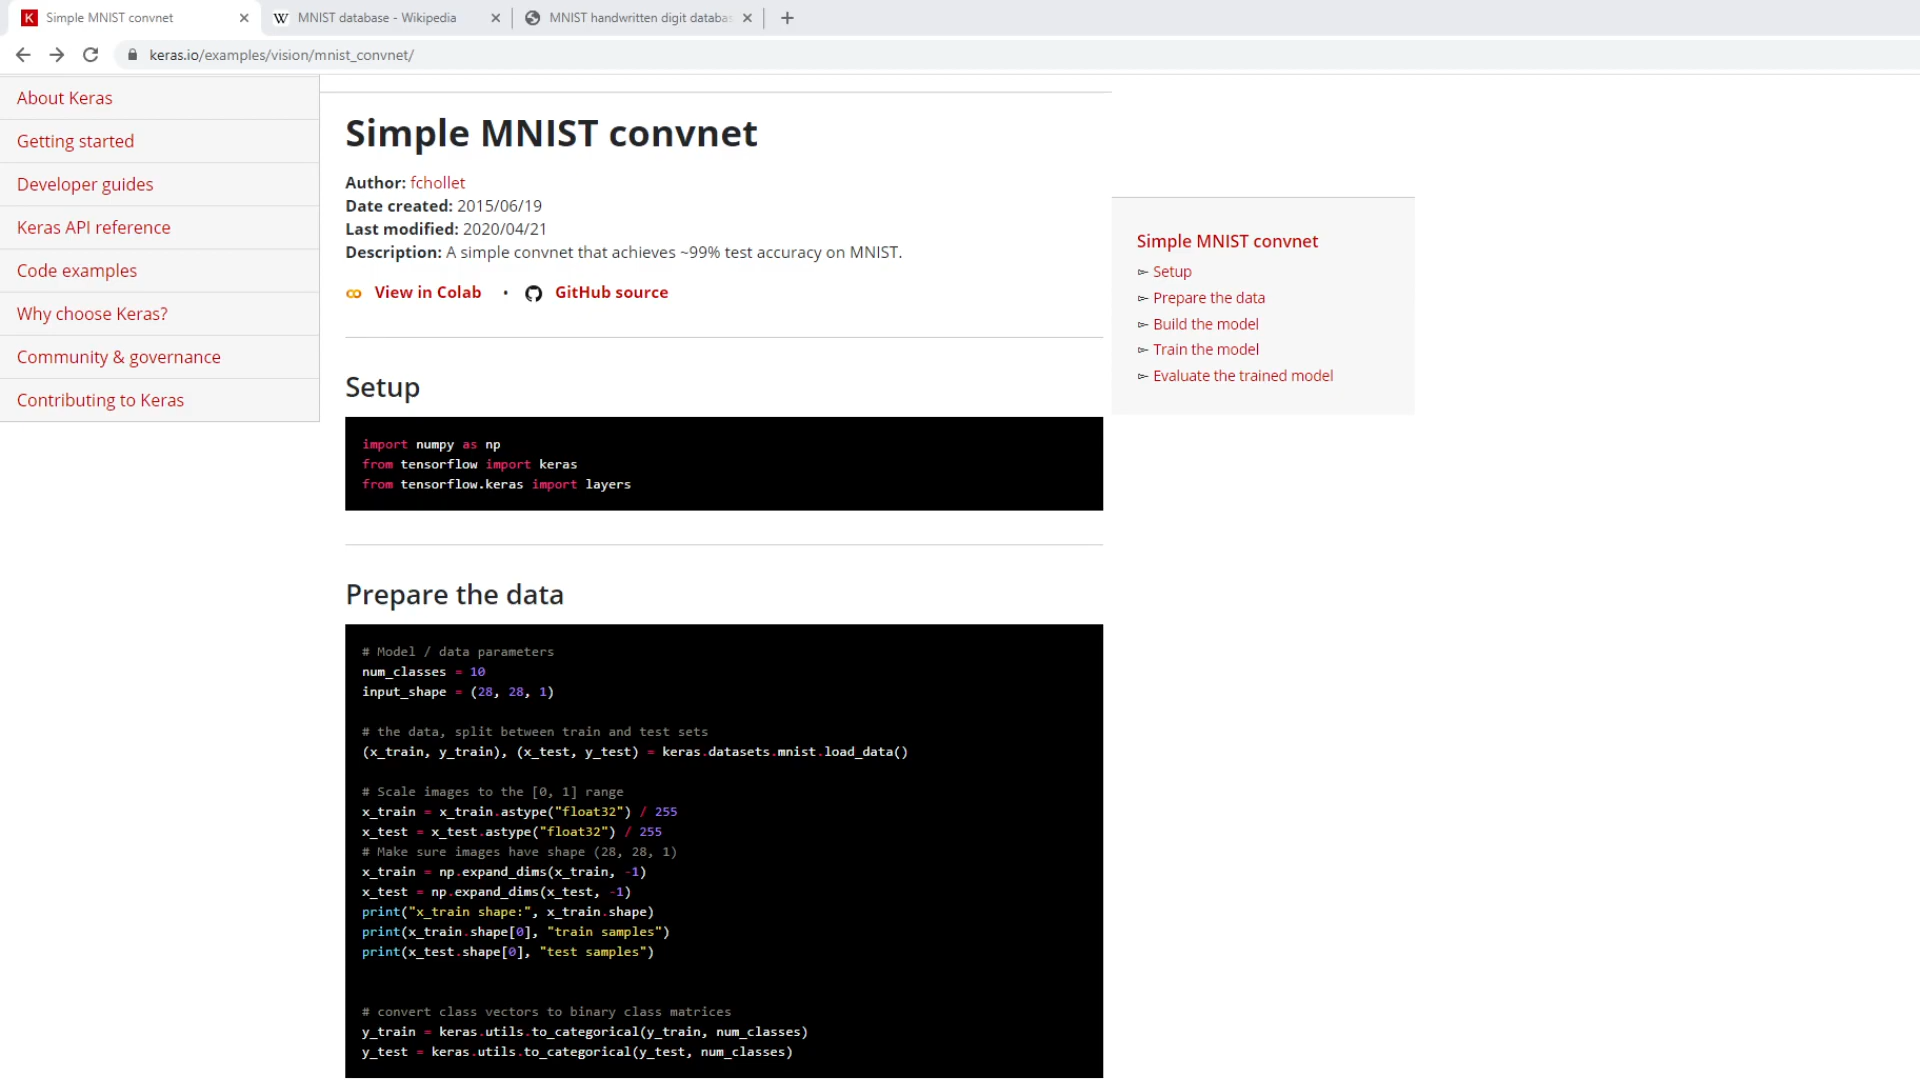 Simple MNIST convnet
MNIST database - Wikipedia
MNIST handwritten digit databa
keras.io/examples/vision/mnist_convnet/
About Keras
Getting started
Developer guides
Keras API reference
Code examples
Why choose Keras?
Community & governance
Contributing to Keras
Simple MNIST convnet
Author: fchollet
Date created: 2015/06/19
Last modified: 2020/04/21
Description: A simple convnet that achieves ~99% test accuracy on MNIST.
View in Colab • GitHub source
Setup
import numpy as np
from tensorflow import keras
from tensorflow.keras import layers
Prepare the data
# Model / data parameters
num_classes = 10
input_shape = (28, 28, 1)
# the data, split between train and test sets
(x_train, y_train), (x_test, y_test) = keras.datasets.mnist.load_data()
# Scale images to the [0, 1] range
x_train = x_train.astype("float32") / 255
x_test = x_test.astype("float32") / 255
# Make sure images have shape (28, 28, 1)
x_train = np.expand_dims(x_train, -1)
x_test = np.expand_dims(x_test, -1)
print("x_train shape:", x_train.shape)
print(x_train.shape[0], "train samples")
print(x_test.shape[0], "test samples")
# convert class vectors to binary class matrices
y_train = keras.utils.to_categorical(y_train, num_classes)
y_test = keras.utils.to_categorical(y_test, num_classes)
Simple MNIST convnet
Setup
Prepare the data
Build the model
Train the model
Evaluate the trained model